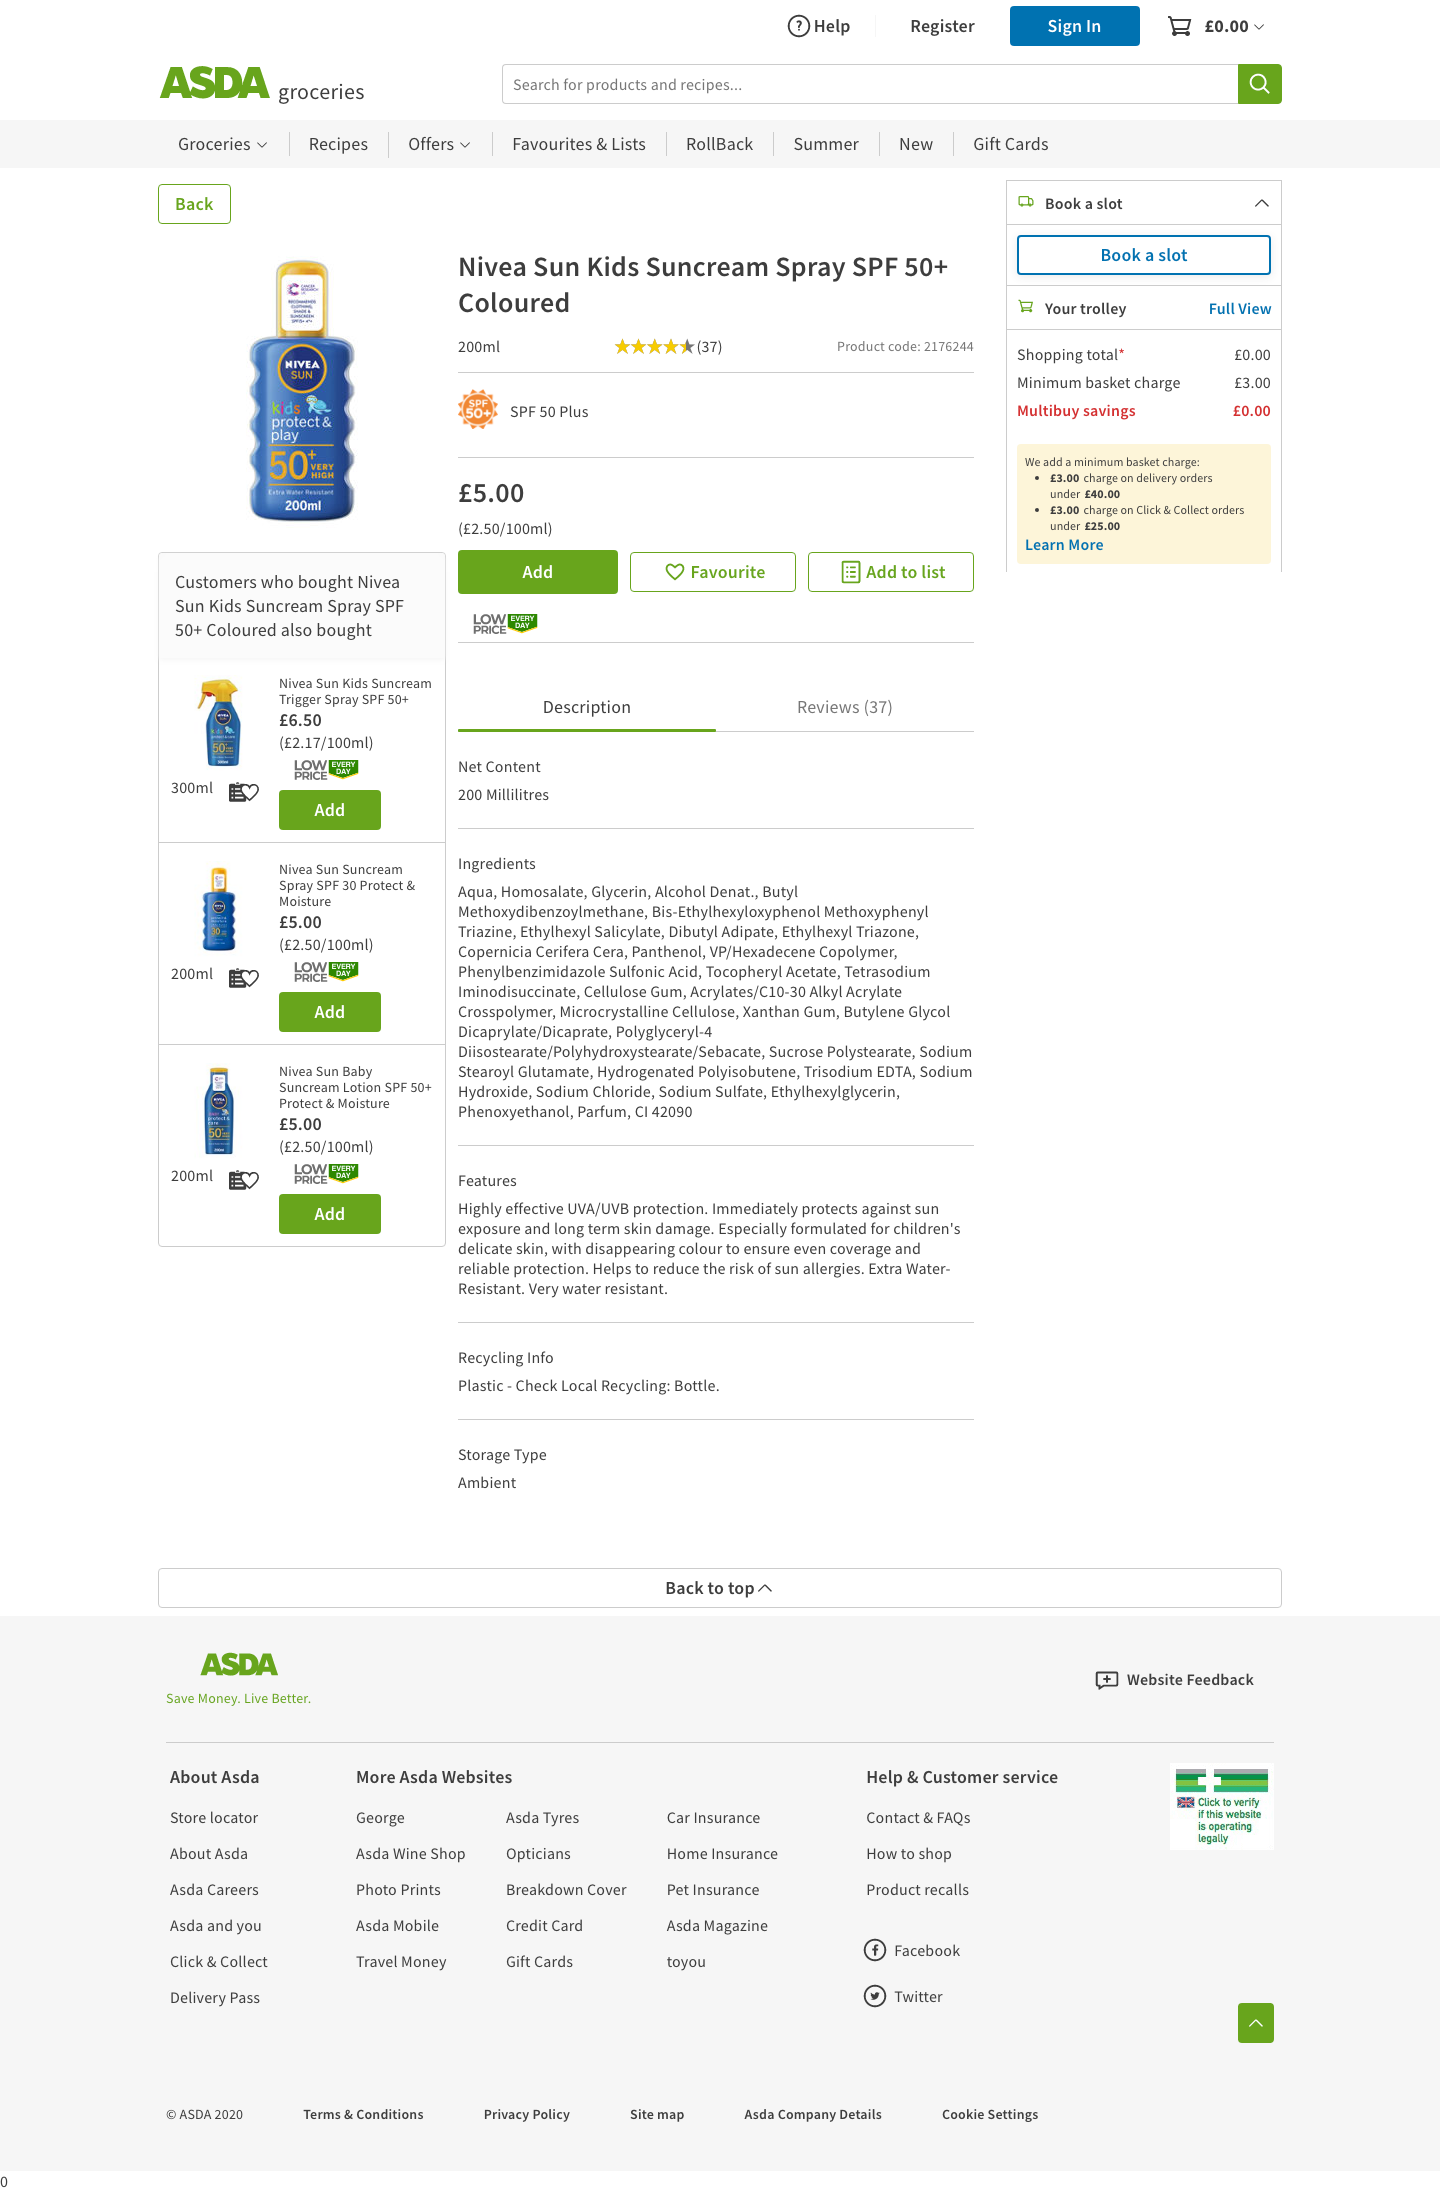 Help
Register
Sign In
£0.00
ASDA groceries
Search for products and recipes...
Groceries
Recipes
Offers
Favourites & Lists
RollBack
Summer
New
Gift Cards
Back
CANCER RESEARCH UK
RECOMMENDS CLOTHING, SHADE & SUNSCREEN
NIVEA
SUN
kids
protect &
play
50+ VERY HIGH
Extra Water Resistant
200ml
Nivea Sun Kids Suncream Spray SPF 50+
Coloured
200ml
(37)
Product code: 2176244
SPF 50+
SPF 50 Plus
£5.00
(£2.50/100ml)
Add
Favourite
Add to list
LOW PRICE EVERY DAY
Book a slot
Book a slot
Your trolley
Full View
Shopping total* £0.00
Minimum basket charge £3.00
Multibuy savings £0.00
We add a minimum basket charge:
• £3.00 charge on delivery orders
under £40.00
• £3.00 charge on Click & Collect orders
under £25.00
Learn More
Customers who bought Nivea
Sun Kids Suncream Spray SPF
50+ Coloured also bought
Nivea Sun Kids Suncream
Trigger Spray SPF 50+
£6.50
(£2.17/100ml)
LOW PRICE EVERY DAY
300ml
Add
Nivea Sun Suncream
Spray SPF 30 Protect &
Moisture
£5.00
(£2.50/100ml)
LOW PRICE EVERY DAY
200ml
Add
Nivea Sun Baby
Suncream Lotion SPF 50+
Protect & Moisture
£5.00
(£2.50/100ml)
LOW PRICE EVERY DAY
200ml
Add
Description
Reviews (37)
Net Content
200 Millilitres
Ingredients
Aqua, Homosalate, Glycerin, Alcohol Denat., Butyl
Methoxydibenzoylmethane, Bis-Ethylhexyloxyphenol Methoxyphenyl
Triazine, Ethylhexyl Salicylate, Dibutyl Adipate, Ethylhexyl Triazone,
Copernicia Cerifera Cera, Panthenol, VP/Hexadecene Copolymer,
Phenylbenzimidazole Sulfonic Acid, Tocopheryl Acetate, Tetrasodium
Iminodisuccinate, Cellulose Gum, Acrylates/C10-30 Alkyl Acrylate
Crosspolymer, Microcrystalline Cellulose, Xanthan Gum, Butylene Glycol
Dicaprylate/Dicaprate, Polyglyceryl-4
Diisostearate/Polyhydroxystearate/Sebacate, Sucrose Polystearate, Sodium
Stearoyl Glutamate, Hydrogenated Polyisobutene, Trisodium EDTA, Sodium
Hydroxide, Sodium Chloride, Sodium Sulfate, Ethylhexylglycerin,
Phenoxyethanol, Parfum, CI 42090
Features
Highly effective UVA/UVB protection. Immediately protects against sun
exposure and long term skin damage. Especially formulated for children's
delicate skin, with disappearing colour to ensure even coverage and
reliable protection. Helps to reduce the risk of sun allergies. Extra Water-
Resistant. Very water resistant.
Recycling Info
Plastic - Check Local Recycling: Bottle.
Storage Type
Ambient
Back to top
ASDA
Save Money. Live Better.
Website Feedback
About Asda
Store locator
About Asda
Asda Careers
Asda and you
Click & Collect
Delivery Pass
More Asda Websites
George
Asda Wine Shop
Photo Prints
Asda Mobile
Travel Money
Asda Tyres
Opticians
Breakdown Cover
Credit Card
Gift Cards
Car Insurance
Home Insurance
Pet Insurance
Asda Magazine
toyou
Help & Customer service
Contact & FAQs
How to shop
Product recalls
Facebook
Twitter
Click to verify
if this website
is operating
legally
© ASDA 2020
Terms & Conditions
Privacy Policy
Site map
Asda Company Details
Cookie Settings
0